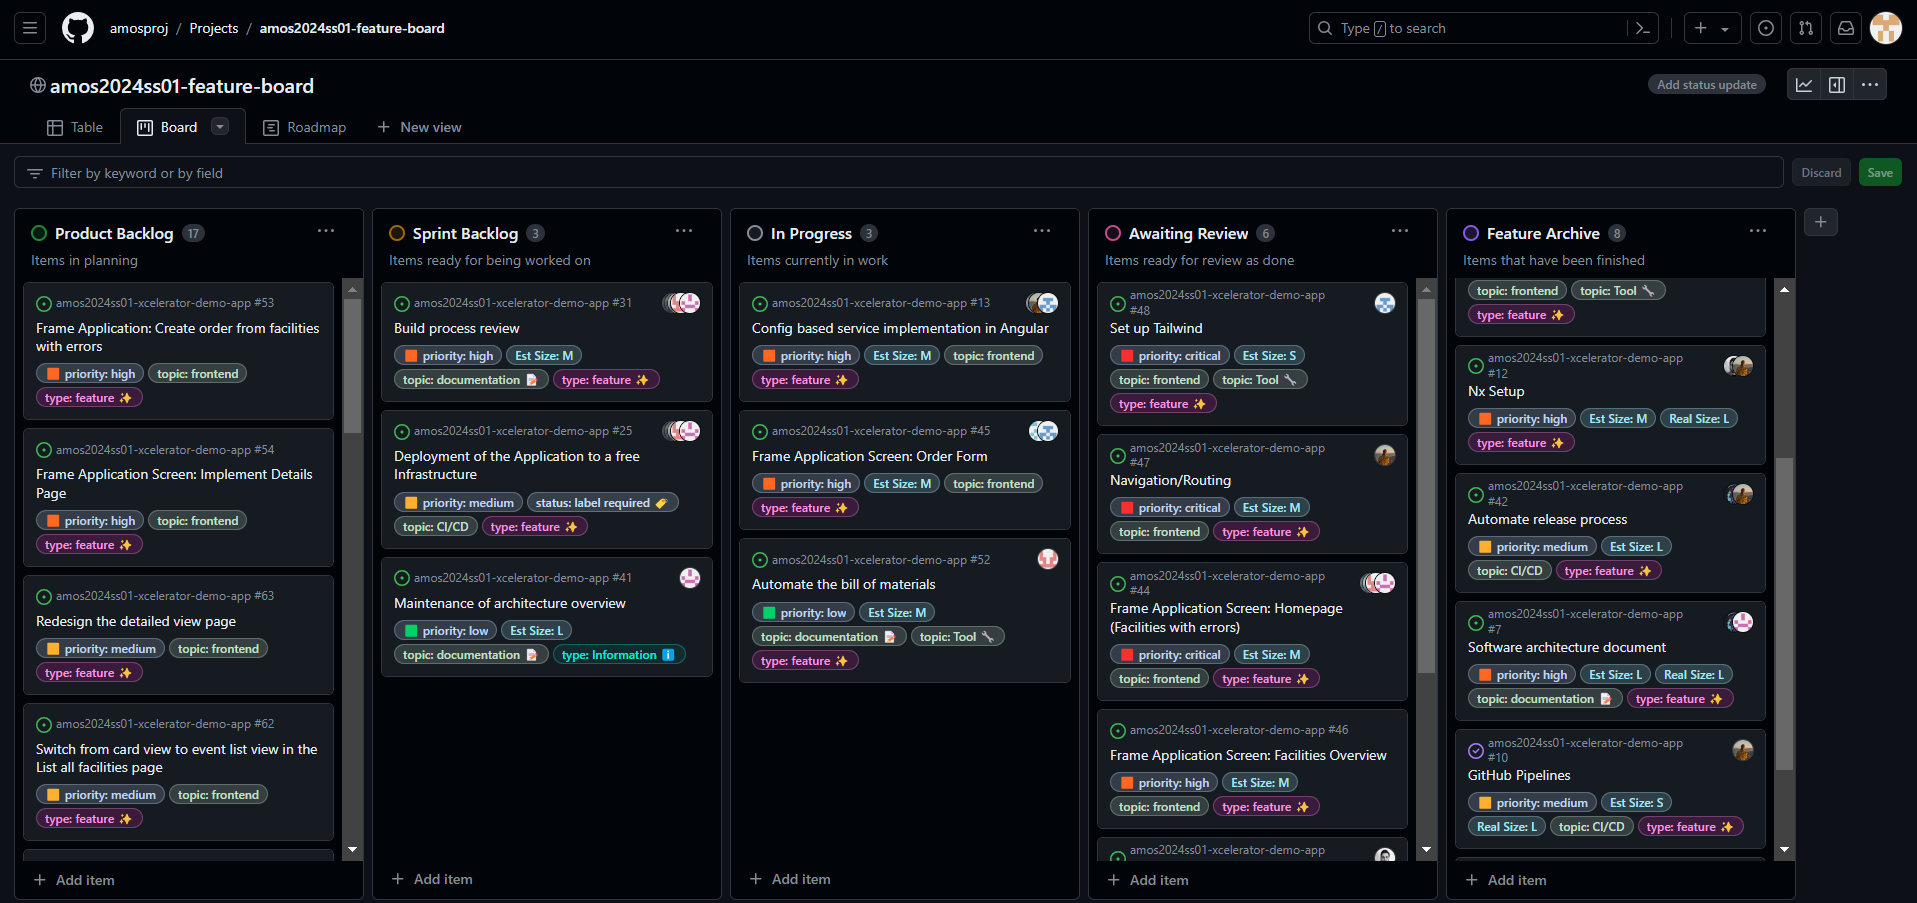 amosproj / Projects / amos2024ss01-feature-board
Type / to search
amos2024ss01-feature-board
Add status update
Table
Board
Roadmap
New view
Filter by keyword or by field
Discard
Save
Product Backlog 17
Items in planning
amos2024ss01-xcelerator-demo-app #53
Frame Application: Create order from facilities
with errors
priority: high topic: frontend
type: feature
amos2024ss01-xcelerator-demo-app #54
Frame Application Screen: Implement Details
Page
priority: high topic: frontend
type: feature
amos2024ss01-xcelerator-demo-app #63
Redesign the detailed view page
priority: medium topic: frontend
type: feature
amos2024ss01-xcelerator-demo-app #62
Switch from card view to event list view in the
List all facilities page
priority: medium topic: frontend
type: feature
Add item
Sprint Backlog 3
Items ready for being worked on
amos2024ss01-xcelerator-demo-app #31
Build process review
priority: high Est Size: M
topic: documentation type: feature
amos2024ss01-xcelerator-demo-app #25
Deployment of the Application to a free
Infrastructure
priority: medium status: label required
topic: CI/CD type: feature
amos2024ss01-xcelerator-demo-app #41
Maintenance of architecture overview
priority: low Est Size: L
topic: documentation type: Information
Add item
In Progress 3
Items currently in work
amos2024ss01-xcelerator-demo-app #13
Config based service implementation in Angular
priority: high Est Size: M topic: frontend
type: feature
amos2024ss01-xcelerator-demo-app #45
Frame Application Screen: Order Form
priority: high Est Size: M topic: frontend
type: feature
amos2024ss01-xcelerator-demo-app #52
Automate the bill of materials
priority: low Est Size: M
topic: documentation topic: Tool
type: feature
Add item
Awaiting Review 6
Items ready for review as done
amos2024ss01-xcelerator-demo-app
#48
Set up Tailwind
priority: critical Est Size: S
topic: frontend topic: Tool
type: feature
amos2024ss01-xcelerator-demo-app
#47
Navigation/Routing
priority: critical Est Size: M
topic: frontend type: feature
amos2024ss01-xcelerator-demo-app
#44
Frame Application Screen: Homepage
(Facilities with errors)
priority: critical Est Size: M
topic: frontend type: feature
amos2024ss01-xcelerator-demo-app #46
Frame Application Screen: Facilities Overview
priority: high Est Size: M
topic: frontend type: feature
amos2024ss01-xcelerator-demo-app
Add item
Feature Archive 8
Items that have been finished
topic: frontend topic: Tool
type: feature
amos2024ss01-xcelerator-demo-app
#12
Nx Setup
priority: high Est Size: M Real Size: L
type: feature
amos2024ss01-xcelerator-demo-app
#42
Automate release process
priority: medium Est Size: L
topic: CI/CD type: feature
amos2024ss01-xcelerator-demo-app
#7
Software architecture document
priority: high Est Size: L Real Size: L
topic: documentation type: feature
amos2024ss01-xcelerator-demo-app
#10
GitHub Pipelines
priority: medium Est Size: S
Real Size: L topic: CI/CD type: feature
Add item